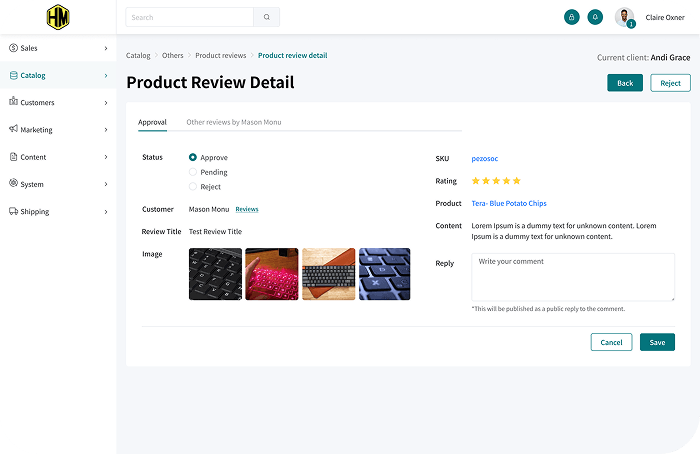 HM
Search
1
Claire Oxner
Sales
Catalog
Customers
Marketing
Content
System
Shipping
Catalog > Others > Product reviews > Product review detail
Current client: Andi Grace
Product Review Detail
Back
Reject
Approval
Other reviews by Mason Monu
Status
Approve
Pending
Reject
Customer
Mason Monu Reviews
Review Title
Test Review Title
Image
SKU
pezosoc
Rating
Product
Tera- Blue Potato Chips
Content
Lorem Ipsum is a dummy text for unknown content. Lorem
Ipsum is a dummy text for unknown content.
Reply
Write your comment
*This will be published as a public reply to the comment.
Cancel
Save